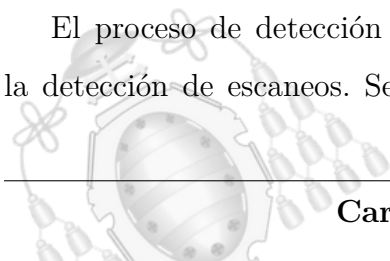 El proceso de detección
la detección de escaneos. Se
Car